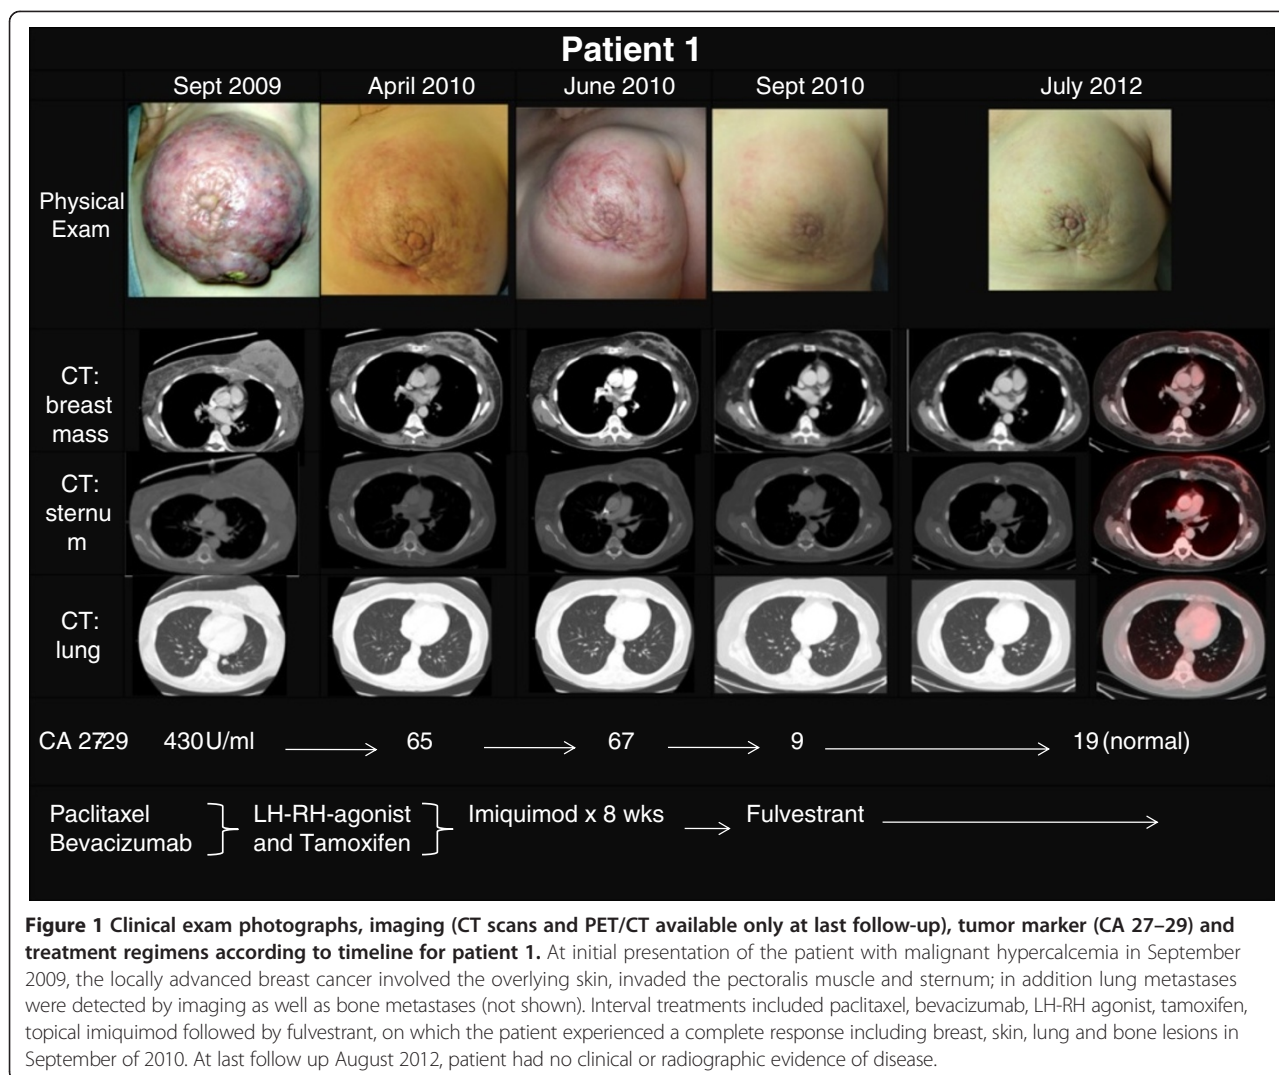 Patient 1
Sept 2009 April 2010 June 2010 Sept 2010 July 2012
Physical
Exam
CT:
breast
mass
CT:
sternu
m
CT:
lung
CA 27-29 430 U/ml 65 67 9 19 (normal)
Paclitaxel LH-RH-agonist Imiquimod x 8 wks Fulvestrant
Bevacizumab and Tamoxifen
Figure 1 Clinical exam photographs, imaging (CT scans and PET/CT available only at last follow-up), tumor marker (CA 27–29) and
treatment regimens according to timeline for patient 1. At initial presentation of the patient with malignant hypercalcemia in September
2009, the locally advanced breast cancer involved the overlying skin, invaded the pectoralis muscle and sternum; in addition lung metastases
were detected by imaging as well as bone metastases (not shown). Interval treatments included paclitaxel, bevacizumab, LH-RH agonist, tamoxifen,
topical imiquimod followed by fulvestrant, on which the patient experienced a complete response including breast, skin, lung and bone lesions in
September of 2010. At last follow up August 2012, patient had no clinical or radiographic evidence of disease.